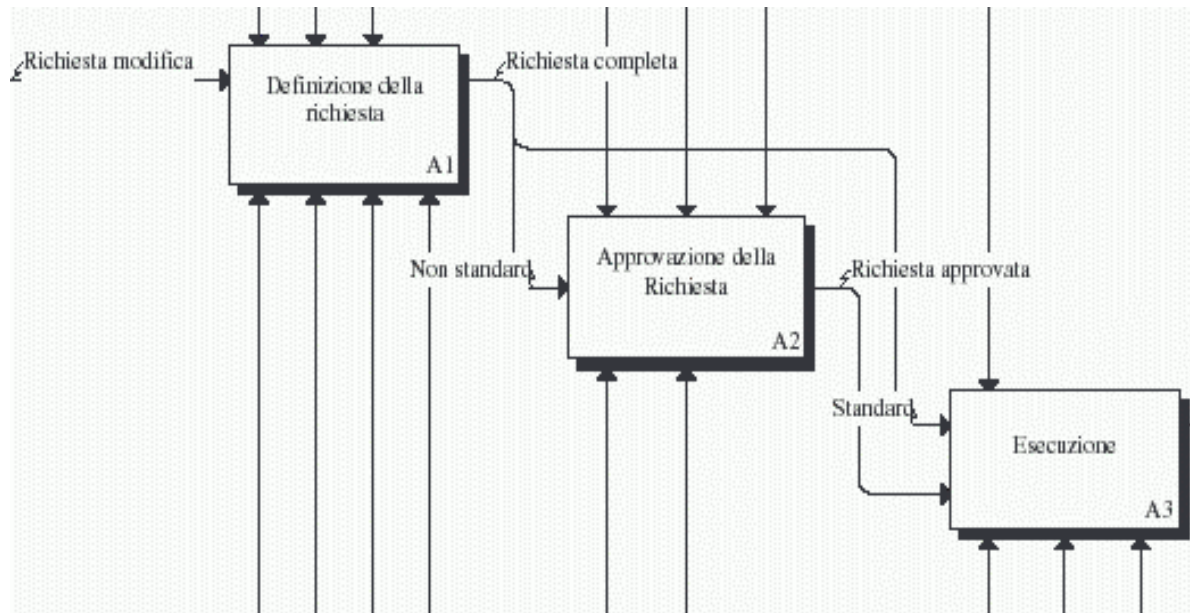 Richiesta modifica
Richiesta completa
Definizione della
richiesta
A1
Non standard
Approvazione della
Richiesta
A2
Richiesta approvata
Standard
Esecuzione
A3